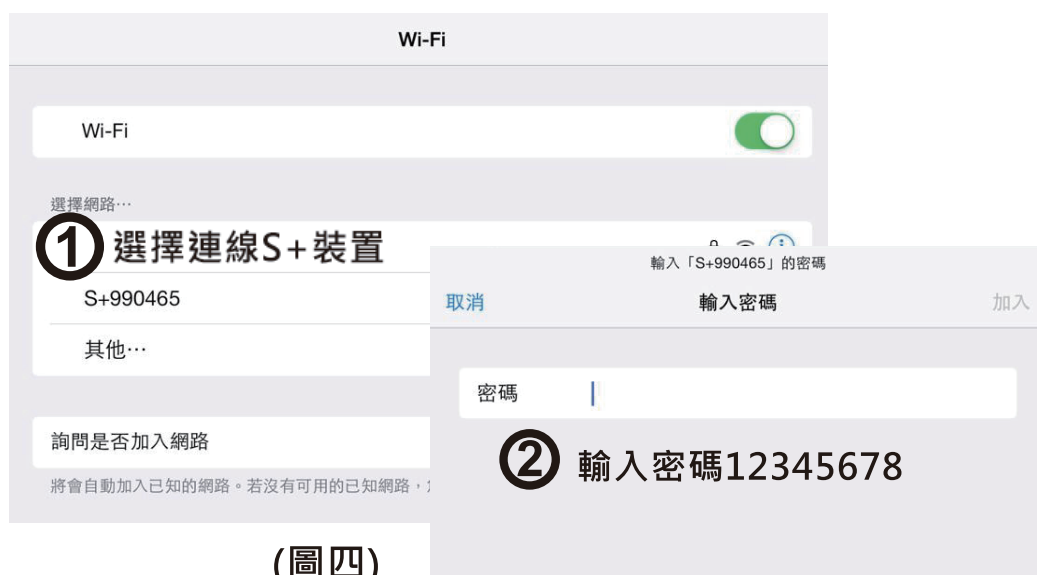 Wi-Fi
Wi-Fi
選擇網路…
① 選擇連線S+裝置
S+990465
其他…
詢問是否加入網路
將會自動加入已知的網路。若沒有可用的已知網路，
(圖四)
輸入「S+990465」的密碼
取消 輸入密碼 加入
密碼
② 輸入密碼12345678